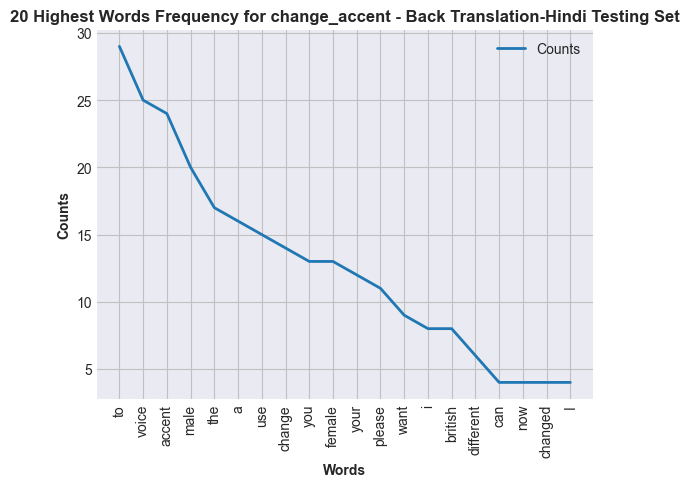 20 Highest Words Frequency for change_accent - Back Translation-Hindi Testing Set
Counts
30
25
20
15
10
5
Counts
to
voice
accent
male
the
a
use
change
you
female
your
please
want
i
british
different
can
now
changed
I
Words